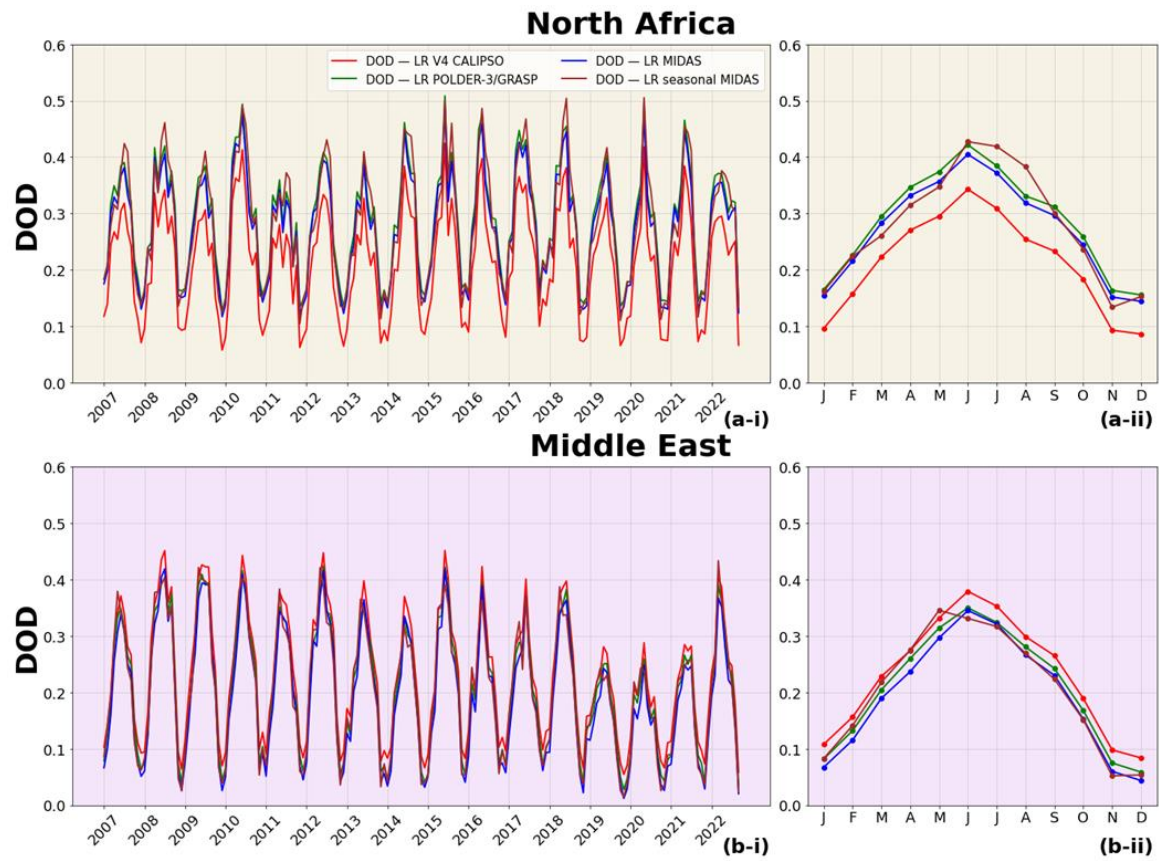 North Africa
DOD
0.6
0.5
0.4
0.3
0.2
0.1
0.0
DOD — LR V4 CALIPSO
DOD — LR MIDAS
DOD — LR POLDER-3/GRASP
DOD — LR seasonal MIDAS
2007 2008 2009 2010 2011 2012 2013 2014 2015 2016 2017 2018 2019 2020 2021 2022
(a-i)
0.6
0.5
0.4
0.3
0.2
0.1
0.0
J F M A M J J A S O N D
(a-ii)
Middle East
DOD
0.6
0.5
0.4
0.3
0.2
0.1
0.0
2007 2008 2009 2010 2011 2012 2013 2014 2015 2016 2017 2018 2019 2020 2021 2022
(b-i)
0.6
0.5
0.4
0.3
0.2
0.1
0.0
J F M A M J J A S O N D
(b-ii)